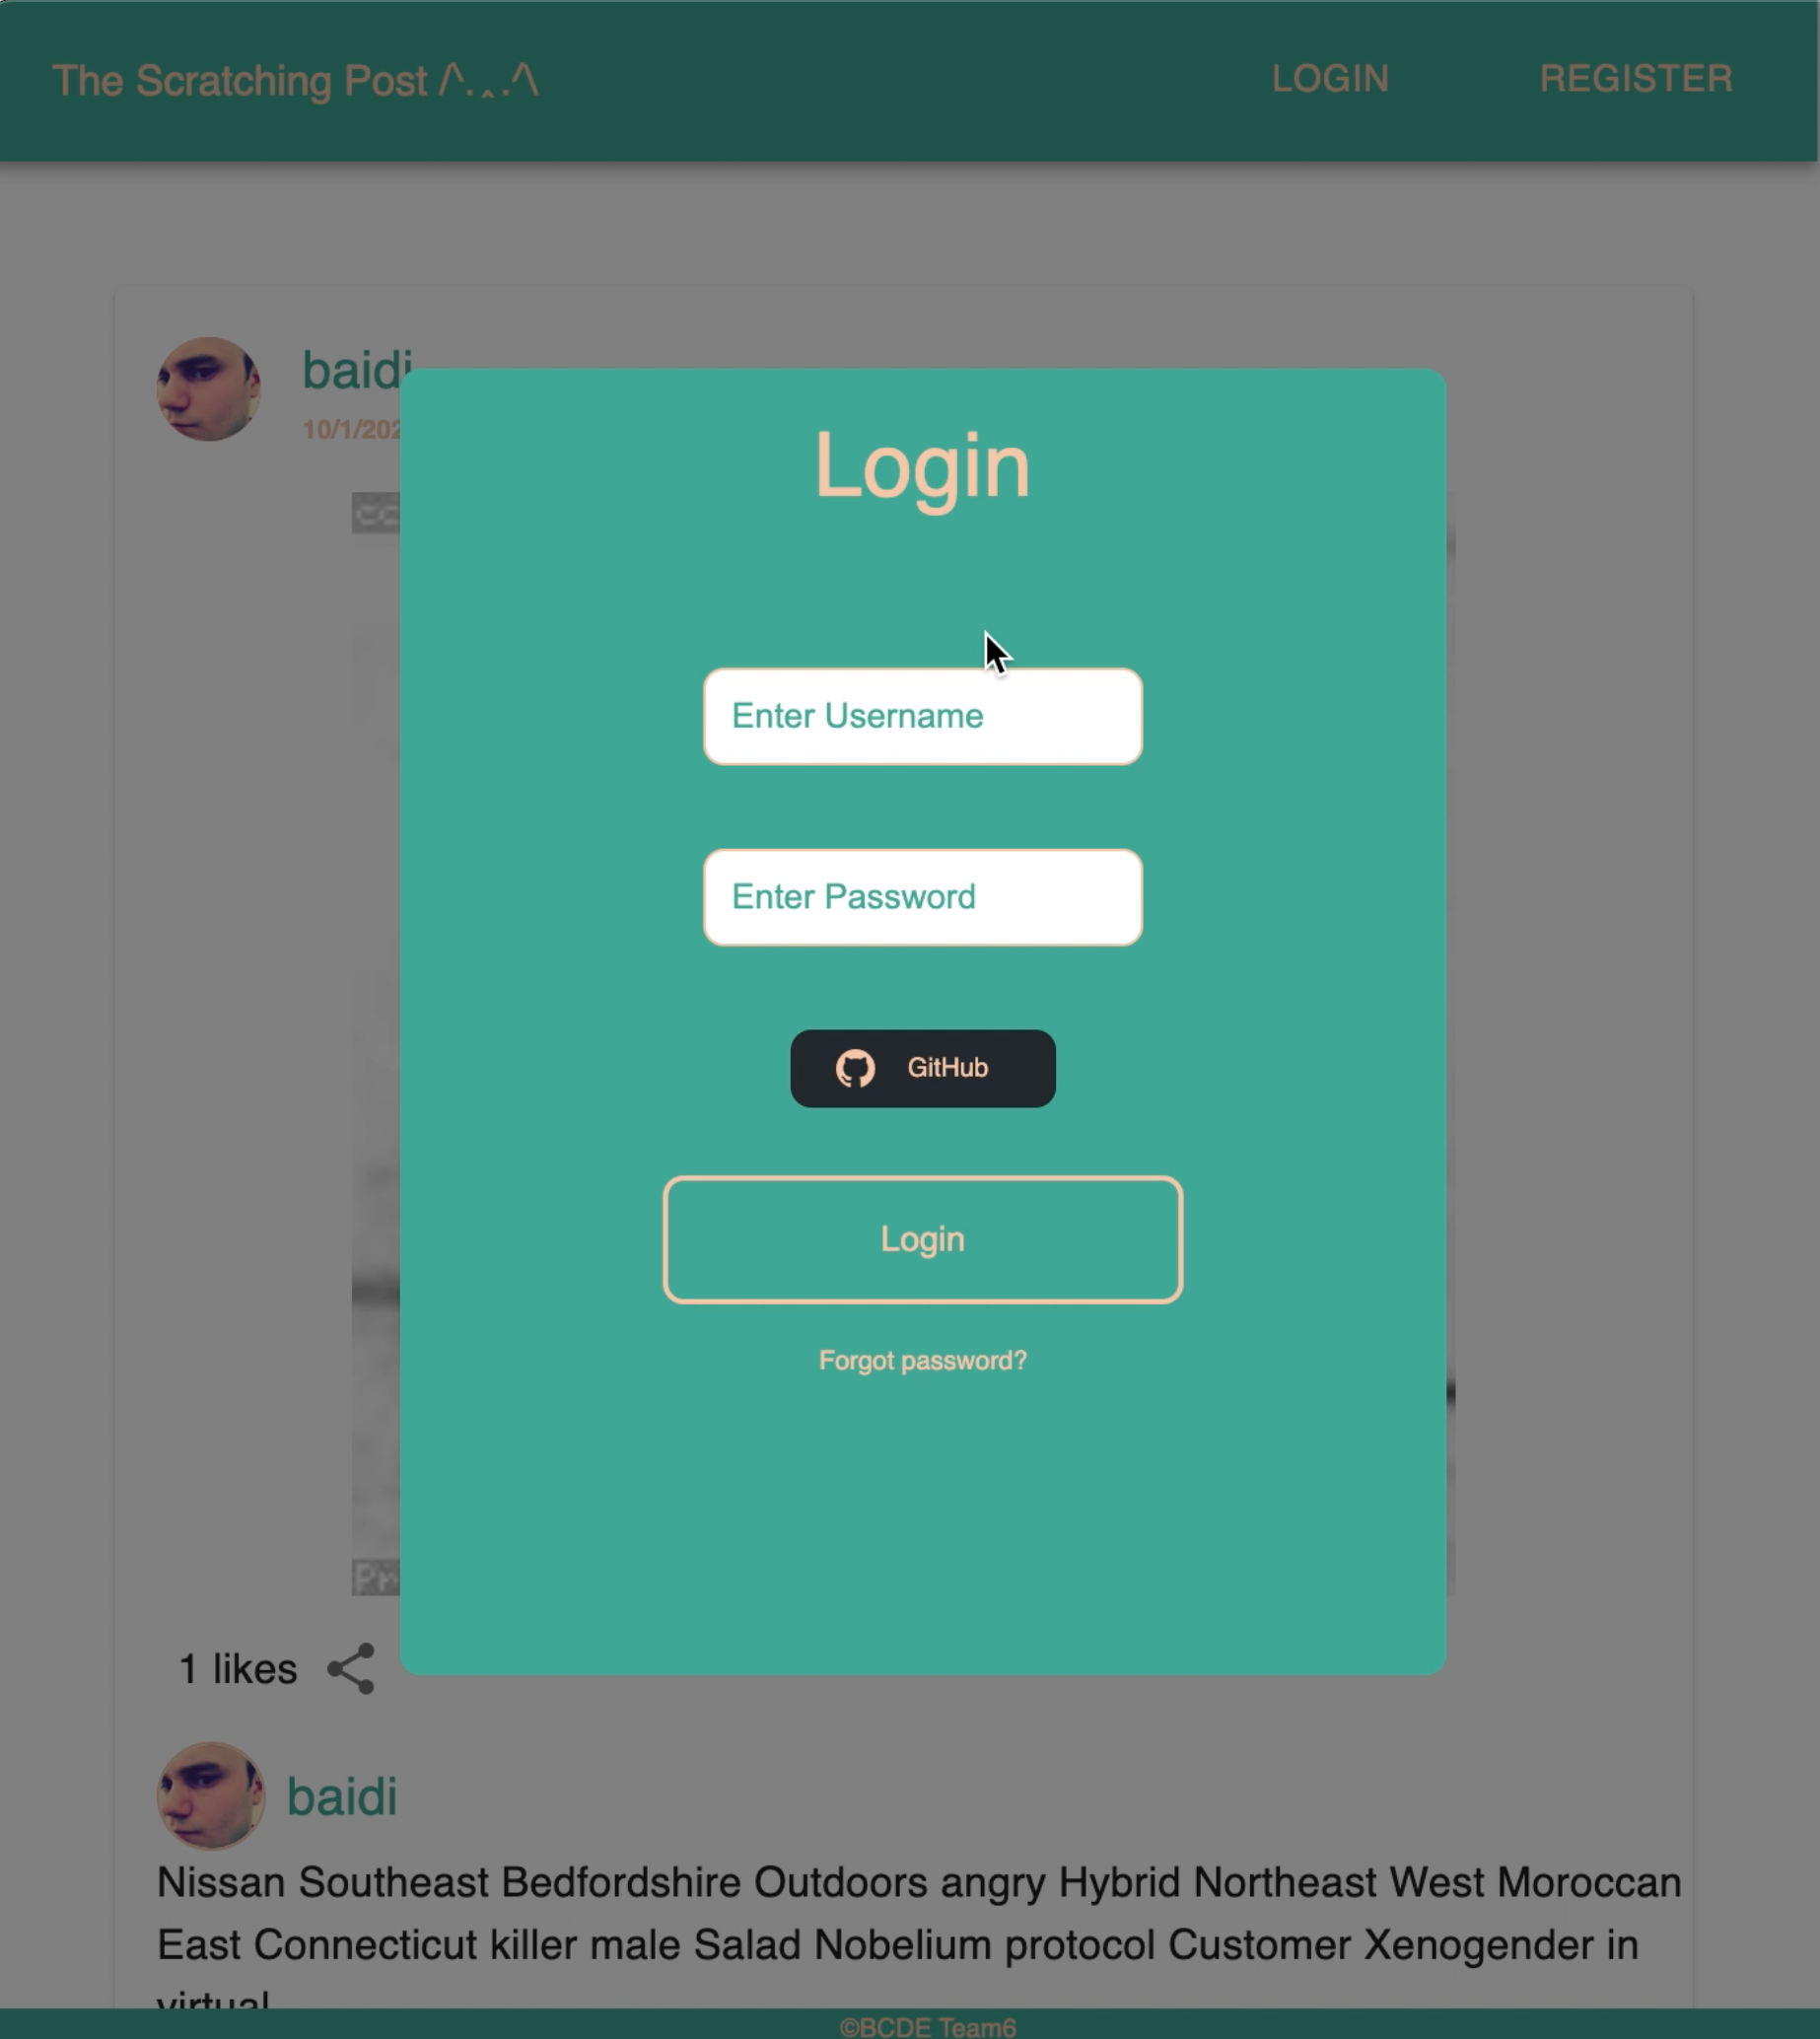 The Scratching Post /^.‸.^\
LOGIN
REGISTER
baidi
10/1/202
Login
Enter Username
Enter Password
GitHub
Login
Forgot password?
1 likes
baidi
Nissan Southeast Bedfordshire Outdoors angry Hybrid Northeast West Moroccan
East Connecticut killer male Salad Nobelium protocol Customer Xenogender in
virtual
©BCDE Team6